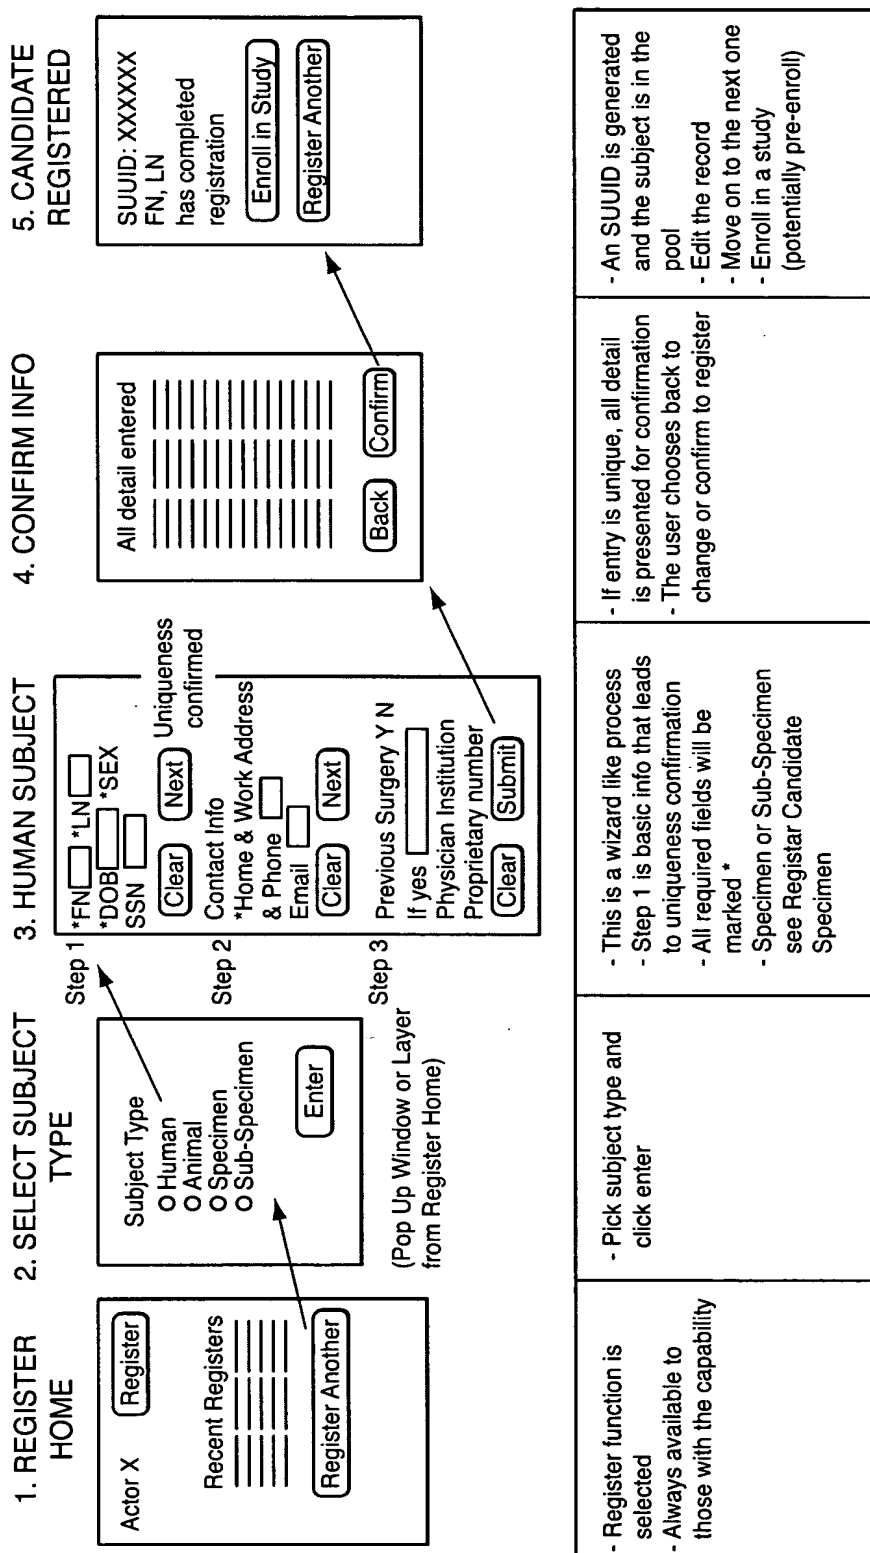 1. REGISTER
HOME
Actor X
Register
Recent Registers
Register Another
2. SELECT SUBJECT
TYPE
Subject Type
Human
Animal
Specimen
Sub-Specimen
Enter
(Pop Up Window or Layer
from Register Home)
3. HUMAN SUBJECT
Step 1
*FN *LN
*DOB *SEX
SSN
Clear Next
Uniqueness
confirmed
Step 2
Contact Info
*Home & Work Address
& Phone
Email
Clear Next
Step 3
Previous Surgery Y N
If yes
Physician Institution
Proprietary number
Clear Submit
4. CONFIRM INFO
All detail entered
Back Confirm
5. CANDIDATE
REGISTERED
SUUID: XXXXXX
FN, LN
has completed
registration
Enroll in Study
Register Another
- Register function is
selected
- Always available to
those with the capability
- Pick subject type and
click enter
- This is a wizard like process
- Step 1 is basic info that leads
to uniqueness confirmation
- All required fields will be
marked *
- Specimen or Sub-Specimen
see Registar Candidate
Specimen
- If entry is unique, all detail
is presented for confirmation
- The user chooses back to
change or confirm to register
- An SUUID is generated
and the subject is in the
pool
- Edit the record
- Move on to the next one
- Enroll in a study
(potentially pre-enroll)